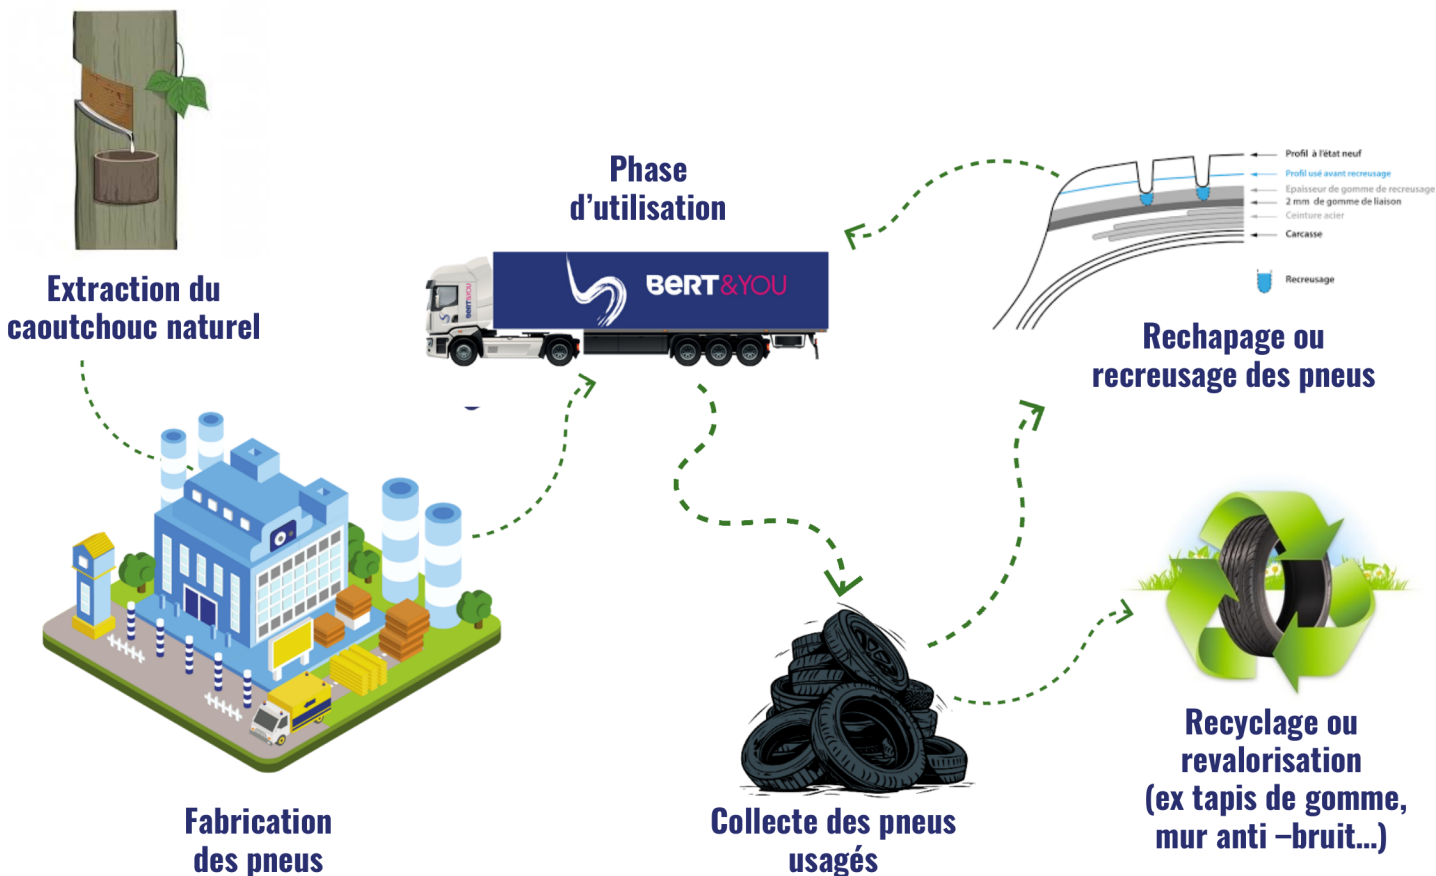 Extraction du
caoutchouc naturel
Phase
d’utilisation
BERT&YOU
BERT&YOU
Profil à l'état neuf
Profil usé avant recreusage
Epaisseur de gomme de recreusage
2 mm de gomme de liaison
Ceinture acier
Carcasse
Recreusage
Rechapage ou
recreusage des pneus
Fabrication
des pneus
Collecte des pneus
usagés
Recyclage ou
revalorisation
(ex tapis de gomme,
mur anti –bruit...)